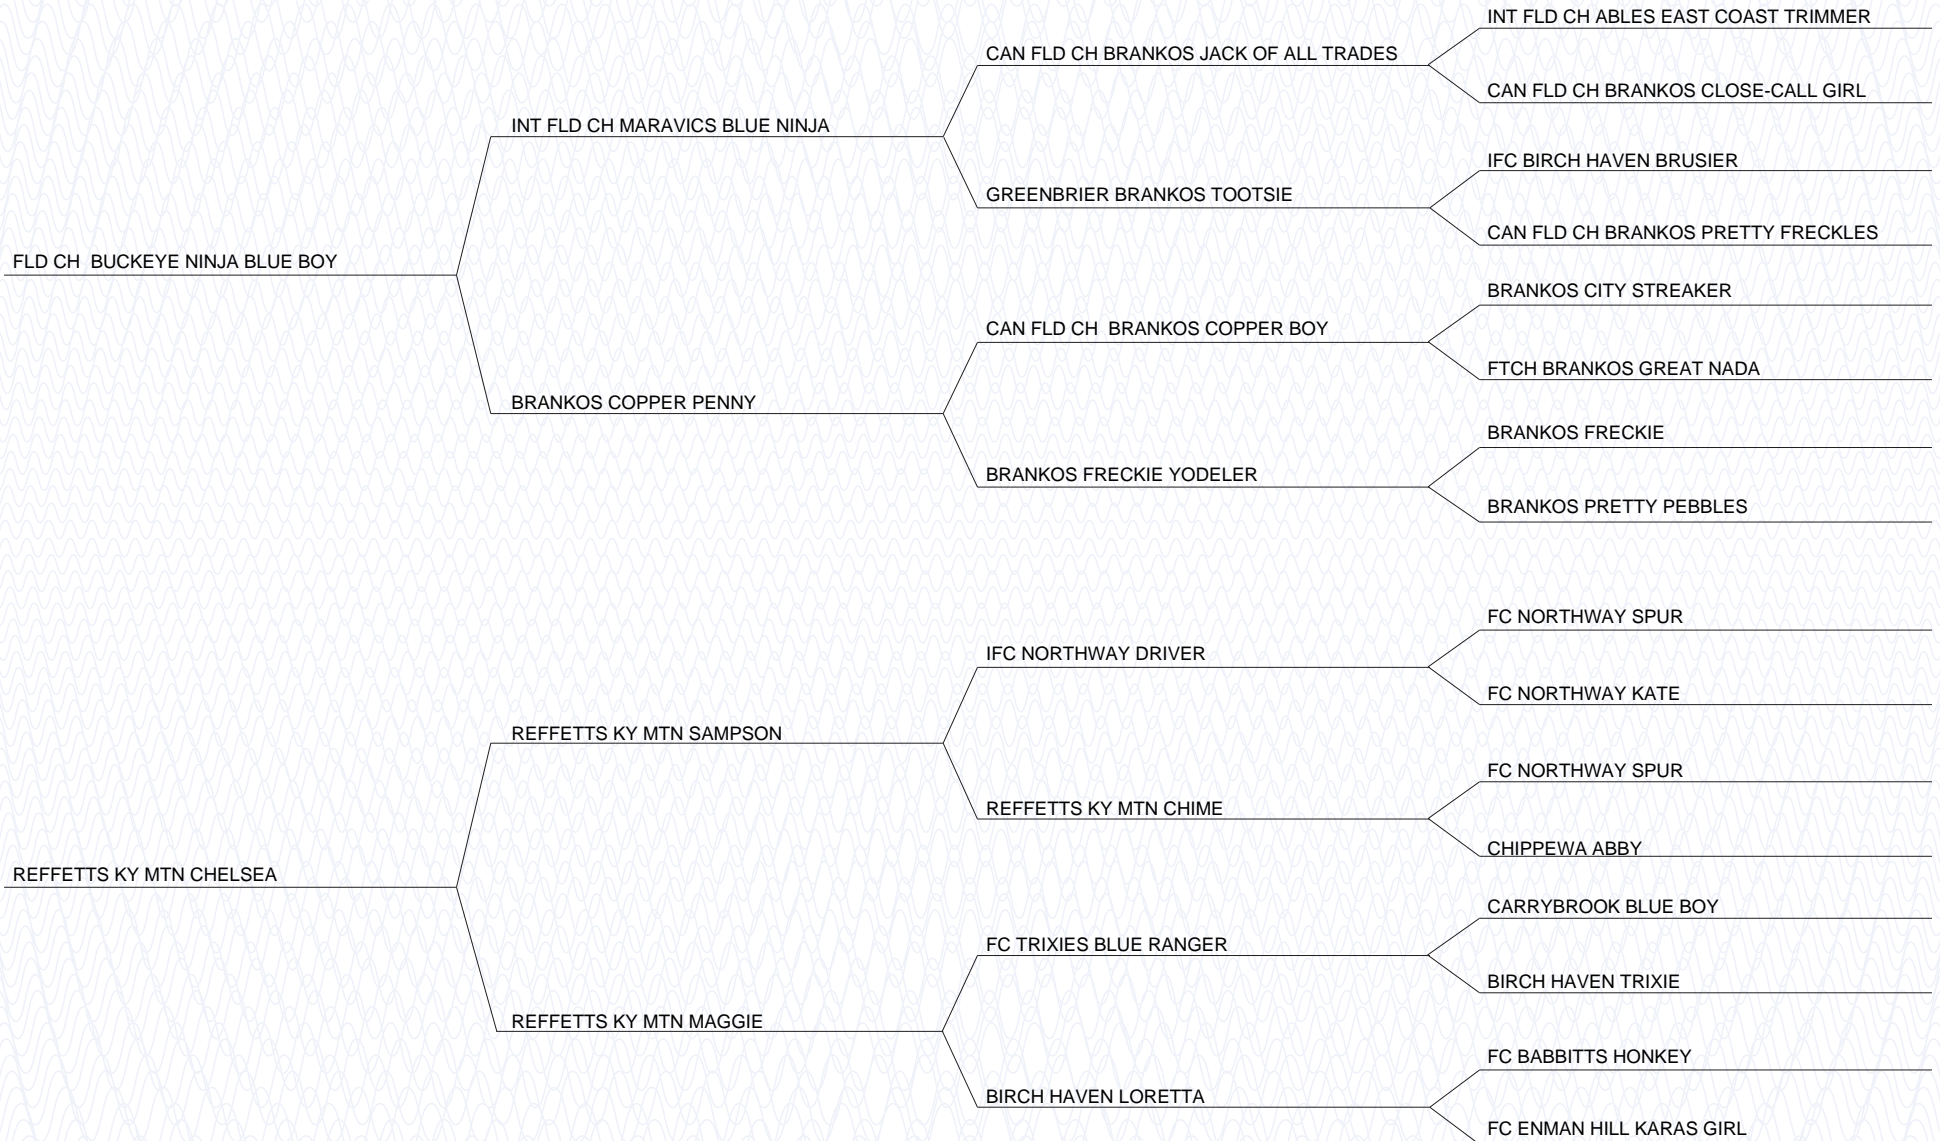 INT FLD CH ABLES EAST COAST TRIMMER
CAN FLD CH BRANKOS JACK OF ALL TRADES
CAN FLD CH BRANKOS CLOSE-CALL GIRL
INT FLD CH MARAVICS BLUE NINJA
IFC BIRCH HAVEN BRUSIER
GREENBRIER BRANKOS TOOTSIE
CAN FLD CH BRANKOS PRETTY FRECKLES
FLD CH  BUCKEYE NINJA BLUE BOY
BRANKOS CITY STREAKER
CAN FLD CH  BRANKOS COPPER BOY
FTCH BRANKOS GREAT NADA
BRANKOS COPPER PENNY
BRANKOS FRECKIE
BRANKOS FRECKIE YODELER
BRANKOS PRETTY PEBBLES
FC NORTHWAY SPUR
IFC NORTHWAY DRIVER
FC NORTHWAY KATE
REFFETTS KY MTN SAMPSON
FC NORTHWAY SPUR
REFFETTS KY MTN CHIME
CHIPPEWA ABBY
REFFETTS KY MTN CHELSEA
CARRYBROOK BLUE BOY
FC TRIXIES BLUE RANGER
BIRCH HAVEN TRIXIE
REFFETTS KY MTN MAGGIE
FC BABBITTS HONKEY
BIRCH HAVEN LORETTA
FC ENMAN HILL KARAS GIRL